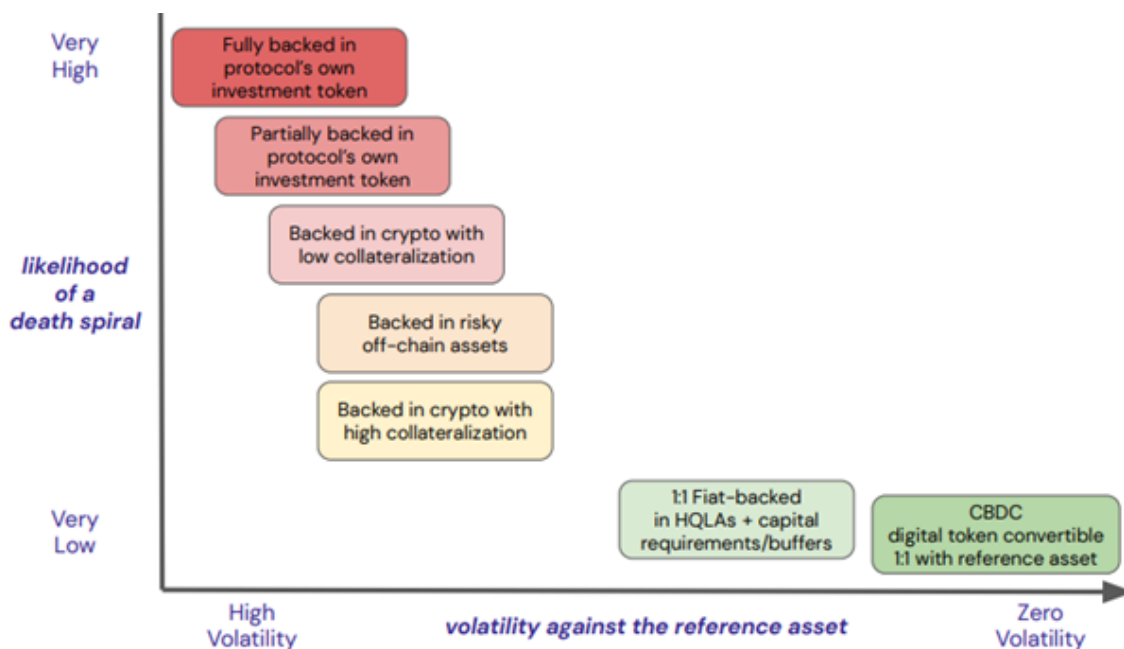 Very
High
Fully backed in
protocol's own
investment token
Partially backed in
protocol's own
investment token
Backed in crypto with
low collateralization
likelihood
of a
death spiral
Backed in risky
off-chain assets
Backed in crypto with
high collateralization
Very
Low
1:1 Fiat-backed
in HQLAs + capital
requirements/buffers
CBDC
digital token convertible
1:1 with reference asset
High
Volatility
volatility against the reference asset
Zero
Volatility